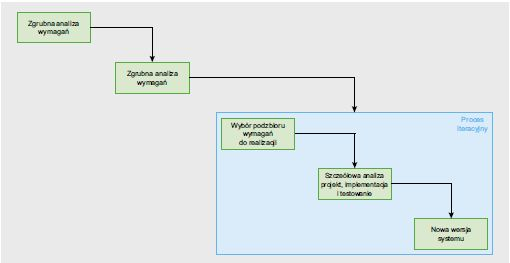 Zgrubna analiza
wymagań
Zgrubna analiza
wymagań
Proces
iteracyjny
Wybór podzbioru
wymagań
do realizacji
Szczeółowa analiza
projekt, implementacja
i testowanie
Nowa wersja
systemu